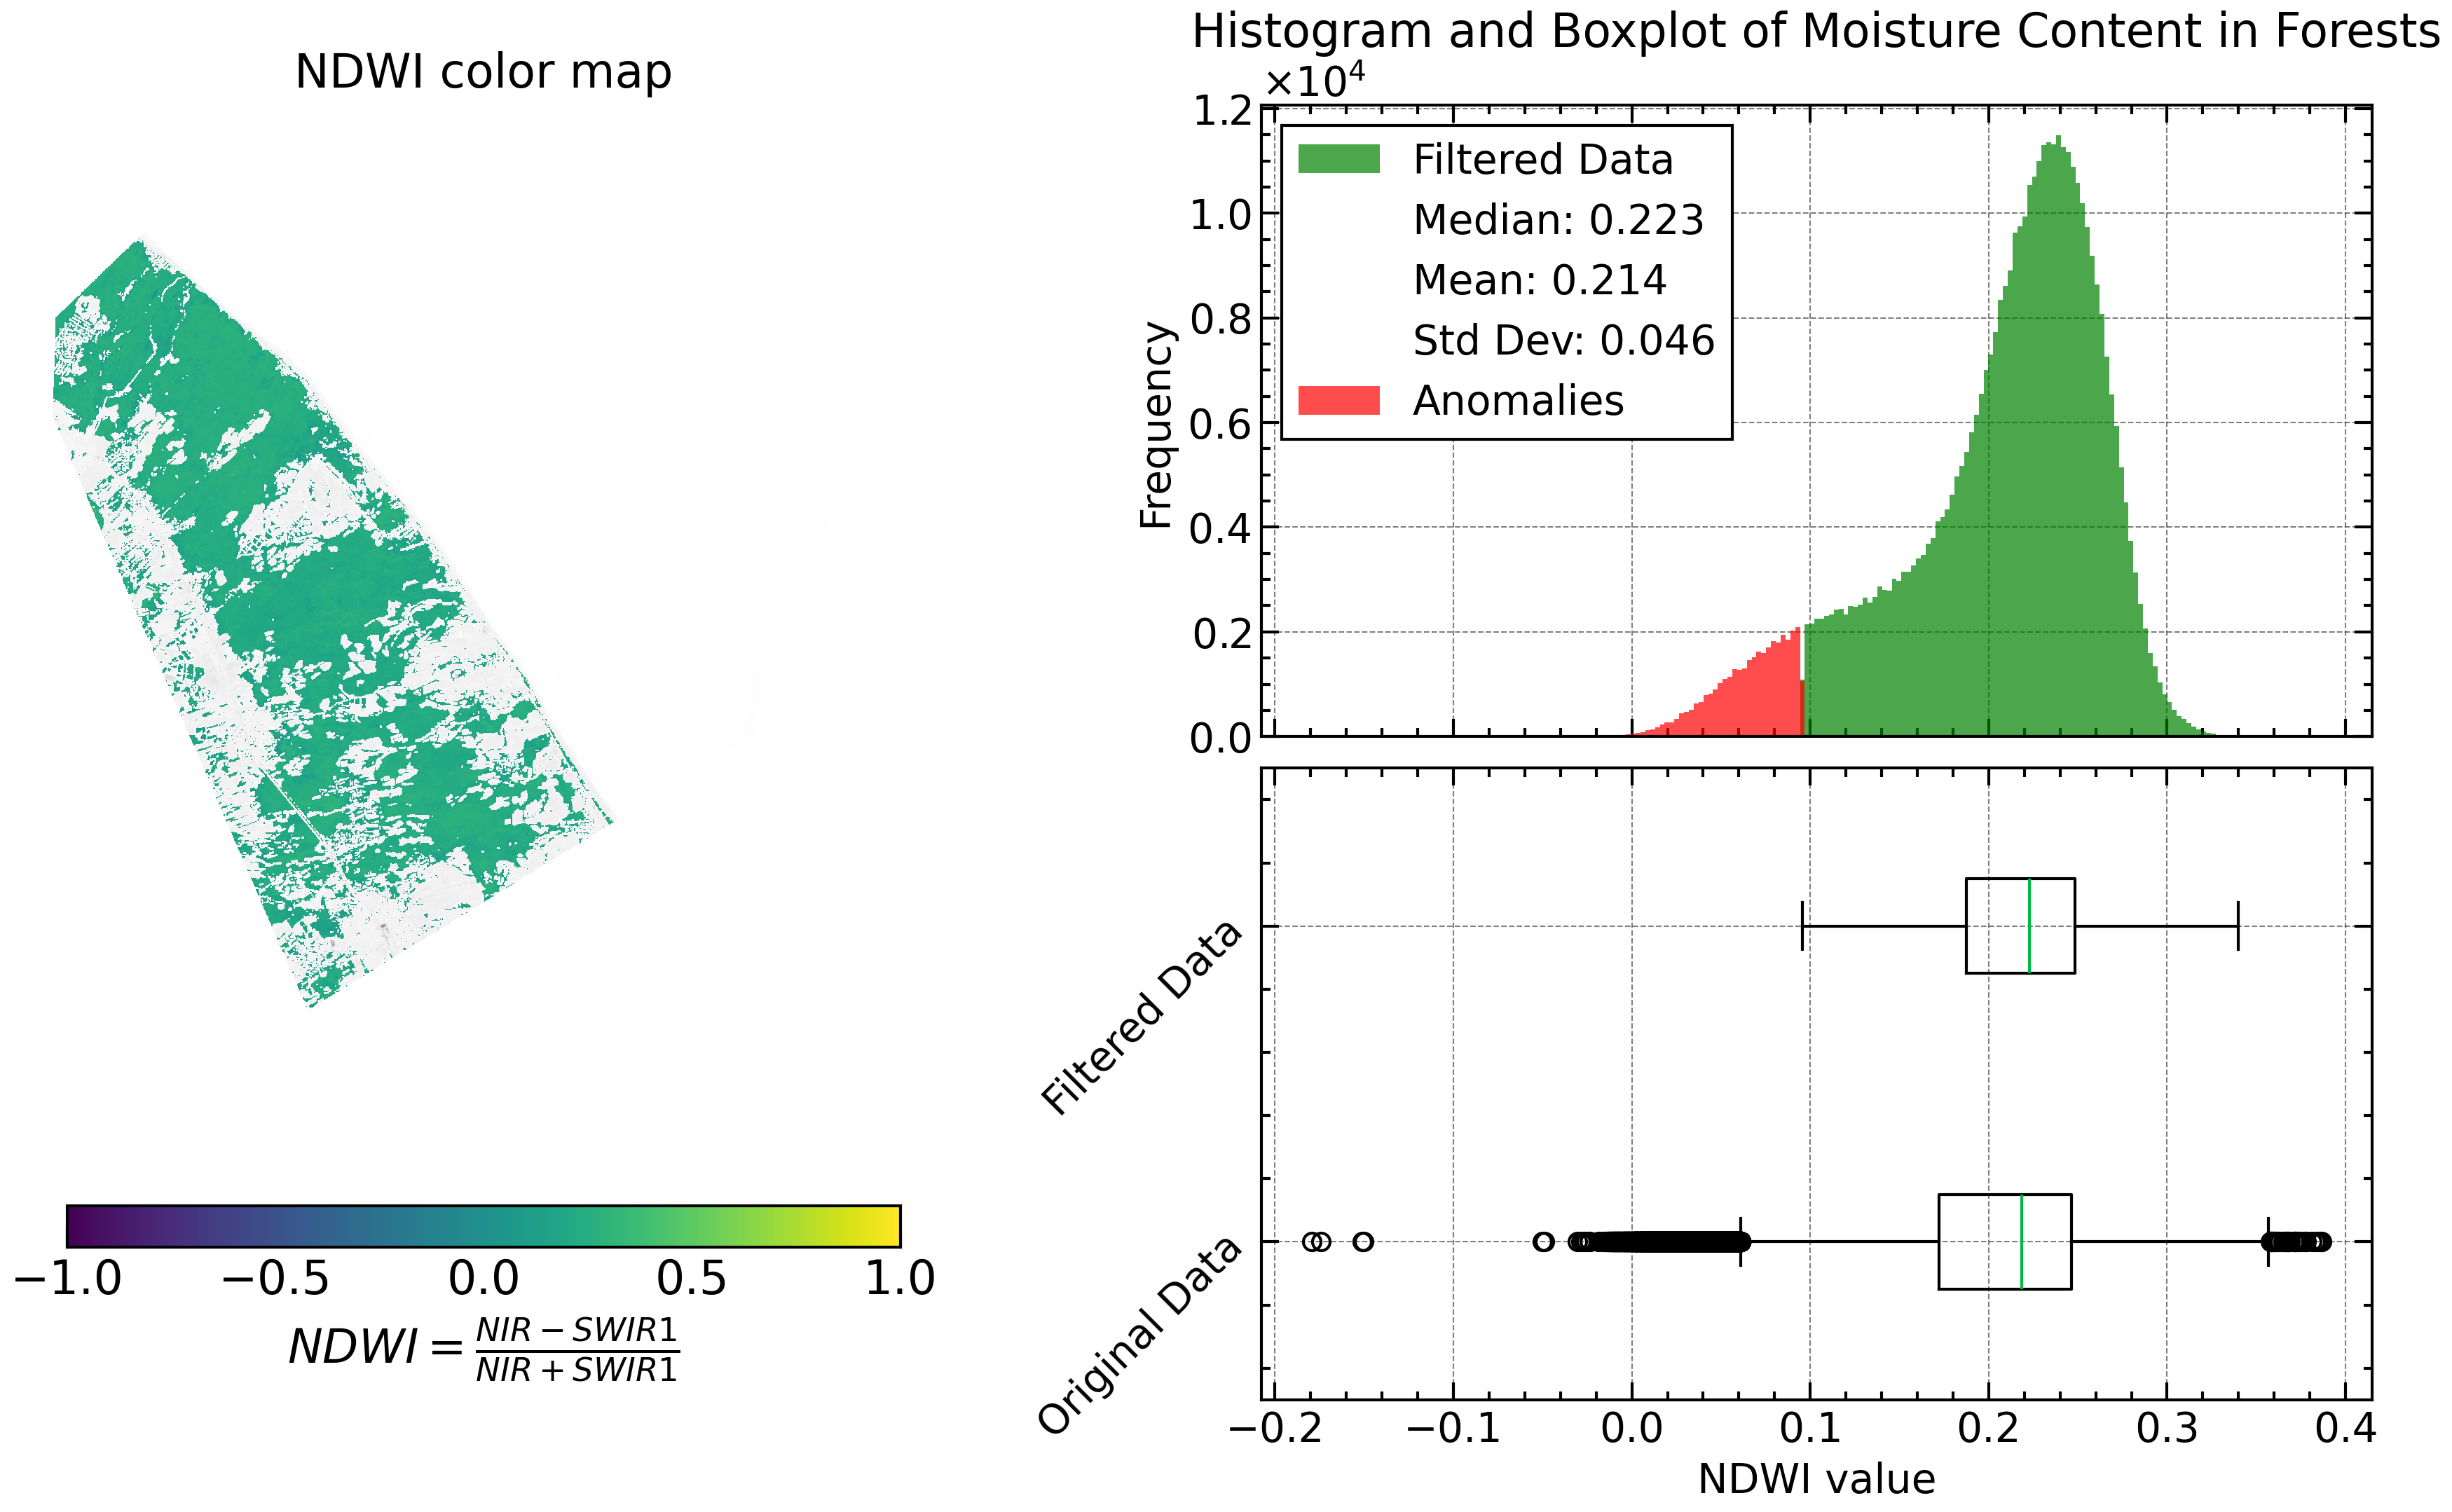 NDWI color map
−1.0 −0.5 0.0 0.5 1.0
NDWI = NIR − SWIR1 / NIR + SWIR1
Histogram and Boxplot of Moisture Content in Forests
×10⁴
1.2
1.0
0.8
0.6
0.4
0.2
0.0
Frequency
Filtered Data
Median: 0.223
Mean: 0.214
Std Dev: 0.046
Anomalies
Filtered Data
Original Data
−0.2 −0.1 0.0 0.1 0.2 0.3 0.4
NDWI value